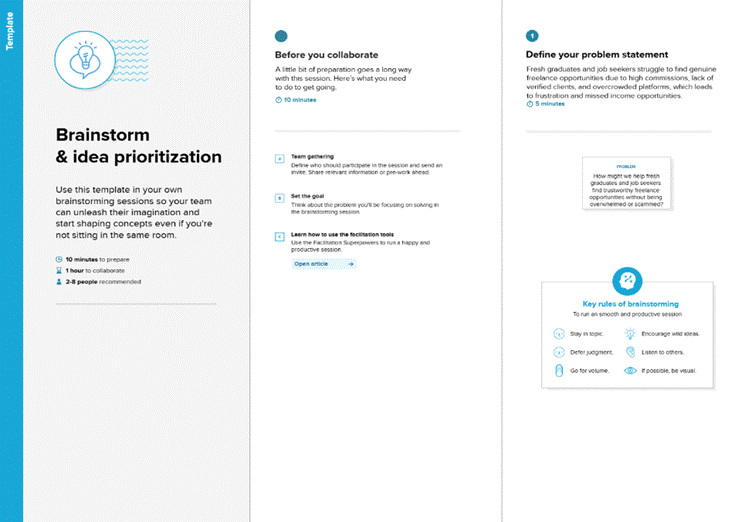 Template
Brainstorm
& idea prioritization
Use this template in your own
brainstorming sessions so your team
can unleash their imagination and
start shaping concepts even if you're
not sitting in the same room.
10 minutes to prepare
1 hour to collaborate
2-8 people recommended
Before you collaborate
A little bit of preparation goes a long way
with this session. Here's what you need
to do to get going.
10 minutes
A
Team gathering
Define who should participate in the session and send an
invite. Share relevant information or pre-work ahead.
B
Set the goal
Think about the problem you'll be focusing on solving in
the brainstorming session.
C
Learn how to use the facilitation tools
Use the Facilitation Superpowers to run a happy and
productive session.
Open article
1
Define your problem statement
Fresh graduates and job seekers struggle to find genuine
freelance opportunities due to high commissions, lack of
verified clients, and overcrowded platforms, which leads
to frustration and missed income opportunities.
5 minutes
PROBLEM
How might we help fresh
graduates and job seekers
find trustworthy freelance
opportunities without being
overwhelmed or scammed?
Key rules of brainstorming
To run an smooth and productive session
Stay in topic.
Encourage wild ideas.
Defer judgment.
Listen to others.
Go for volume.
If possible, be visual.